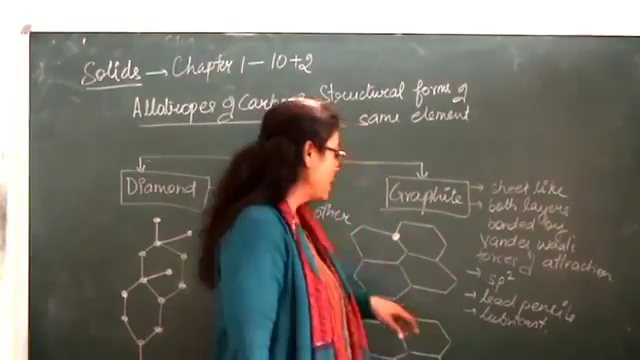 Solids → Chapter 1 - 10+2
Allotropes of Carbon Structural forms of
same element
Diamond
Graphite
other
→ sheet like
→ both layers
bonded by
vander waal's
forces of attraction
→ sp²
→ lead pencils
→ lubricant